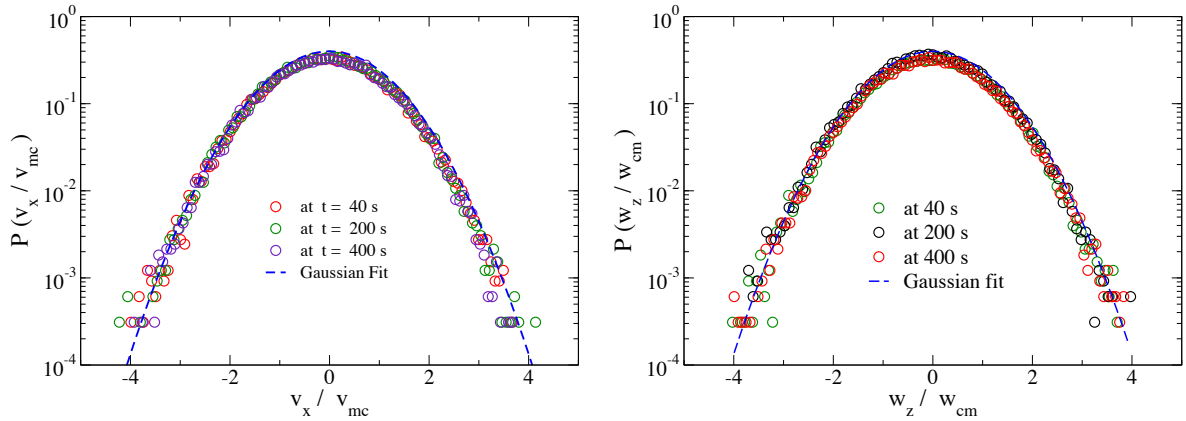 10^0
10^-1
10^-2
10^-3
10^-4
P (v_x / v_mc)
-4 -2 0 2 4
v_x / v_mc
at t = 40 s
at t = 200 s
at t = 400 s
Gaussian Fit
10^0
10^-1
10^-2
10^-3
10^-4
P (w_z / w_cm)
-4 -2 0 2 4
w_z / w_cm
at 40 s
at 200 s
at 400 s
Gaussian fit